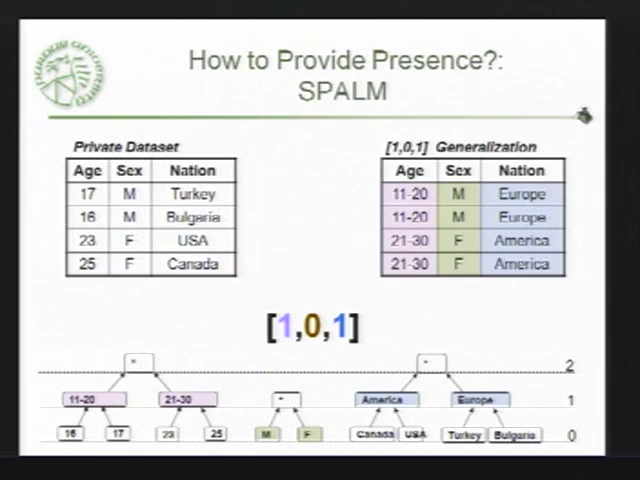 How to Provide Presence?:
SPALM
Private Dataset
Age Sex Nation
17 M Turkey
16 M Bulgaria
23 F USA
25 F Canada
[1,0,1] Generalization
Age Sex Nation
11-20 M Europe
11-20 M Europe
21-30 F America
21-30 F America
[1,0,1]
* * 2
11-20 21-30 * America Europe 1
16 17 23 25 M F Canada USA Turkey Bulgaria 0